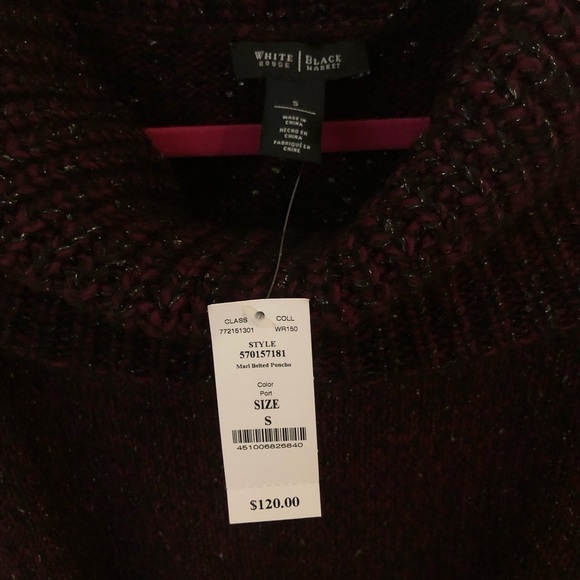 WHITE | BLACK
HOUSE | MARKET
S
MADE IN
CHINA
HECHO EN
CHINA
FABRIQUÉ EN
CHINE
CLASS COLL
772151301 WR150
STYLE
570157181
Marl Belted Poncho
Color
Port
SIZE
S
451006826840
$120.00